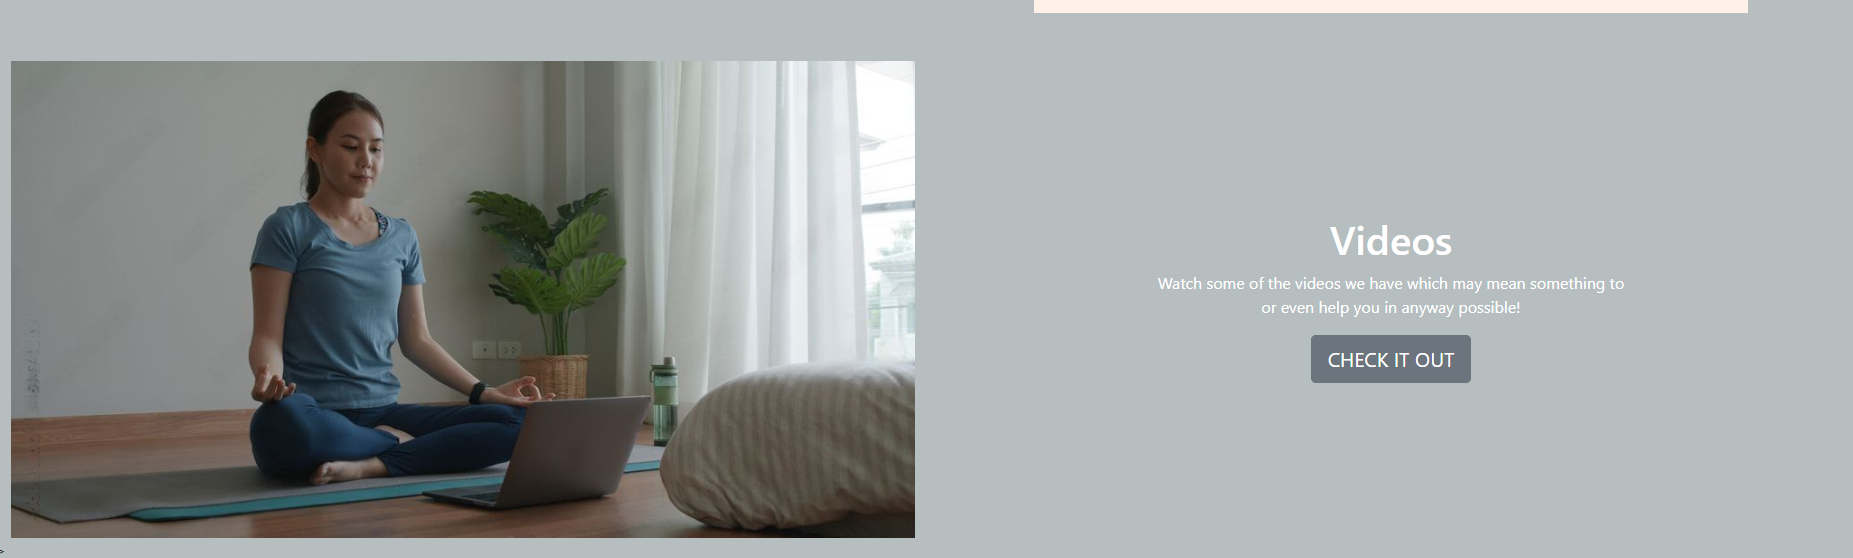 Videos
Watch some of the videos we have which may mean something to
or even help you in anyway possible!
CHECK IT OUT
>